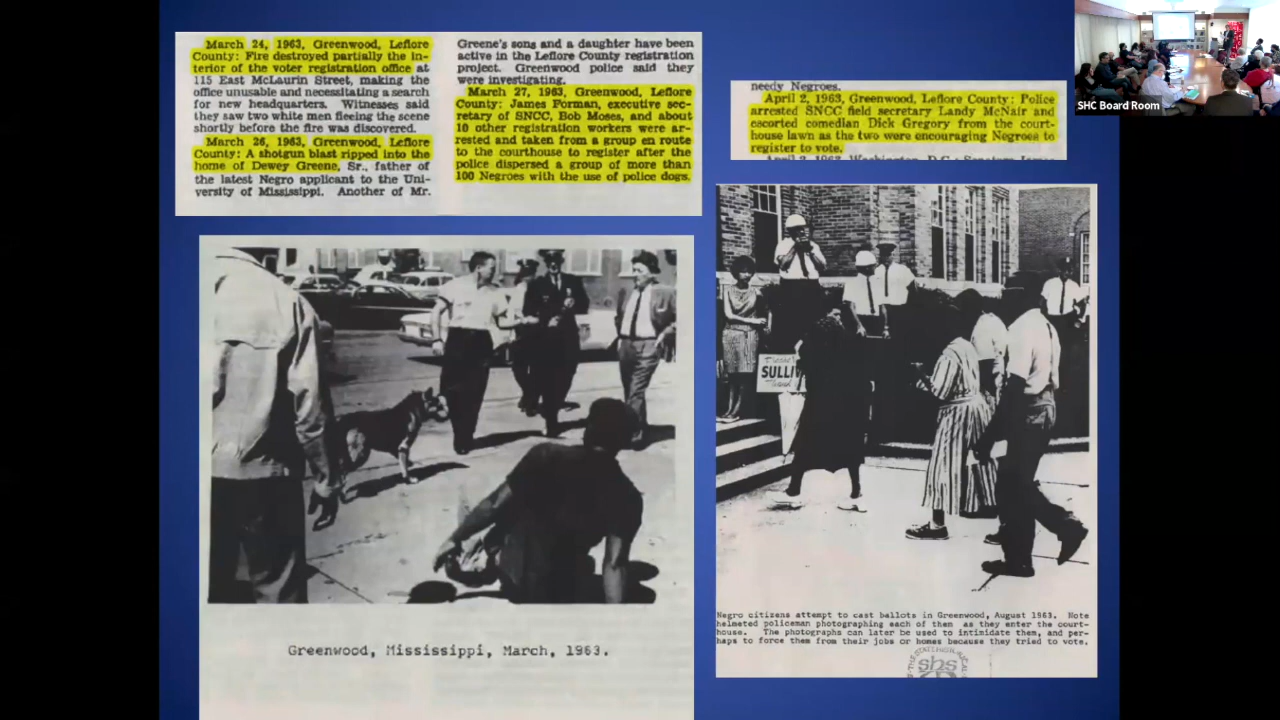 March 24, 1963, Greenwood, Leflore
County: Fire destroyed partially the in-
terior of the voter registration office at
115 East McLaurin Street, making the
office unusable and necessitating a search
for new headquarters. Witnesses said
they saw two white men fleeing the scene
shortly before the fire was discovered.
March 26, 1963, Greenwood, Leflore
County: A shotgun blast ripped into the
home of Dewey Greene, Sr., father of
the latest Negro applicant to the Uni-
versity of Mississippi. Another of Mr.
Greene's sons and a daughter have been
active in the Leflore County registration
project. Greenwood police said they
were investigating.
March 27, 1963, Greenwood, Leflore
County: James Forman, executive sec-
retary of SNCC, Bob Moses, and about
10 other registration workers were ar-
rested and taken from a group en route
to the courthouse to register after the
police dispersed a group of more than
100 Negroes with the use of police dogs.
needy Negroes.
April 2, 1963, Greenwood, Leflore County: Police
arrested SNCC field secretary Landy McNair and
escorted comedian Dick Gregory from the court-
house lawn as the two were encouraging Negroes to
register to vote.
SHC Board Room
SULLI
Greenwood, Mississippi, March, 1963.
Negro citizens attempt to cast ballots in Greenwood, August 1963. Note
helmeted policeman photographing each of them as they enter the court-
house. The photographs can later be used to intimidate them, and per-
haps to force them from their jobs or homes because they tried to vote.
shs